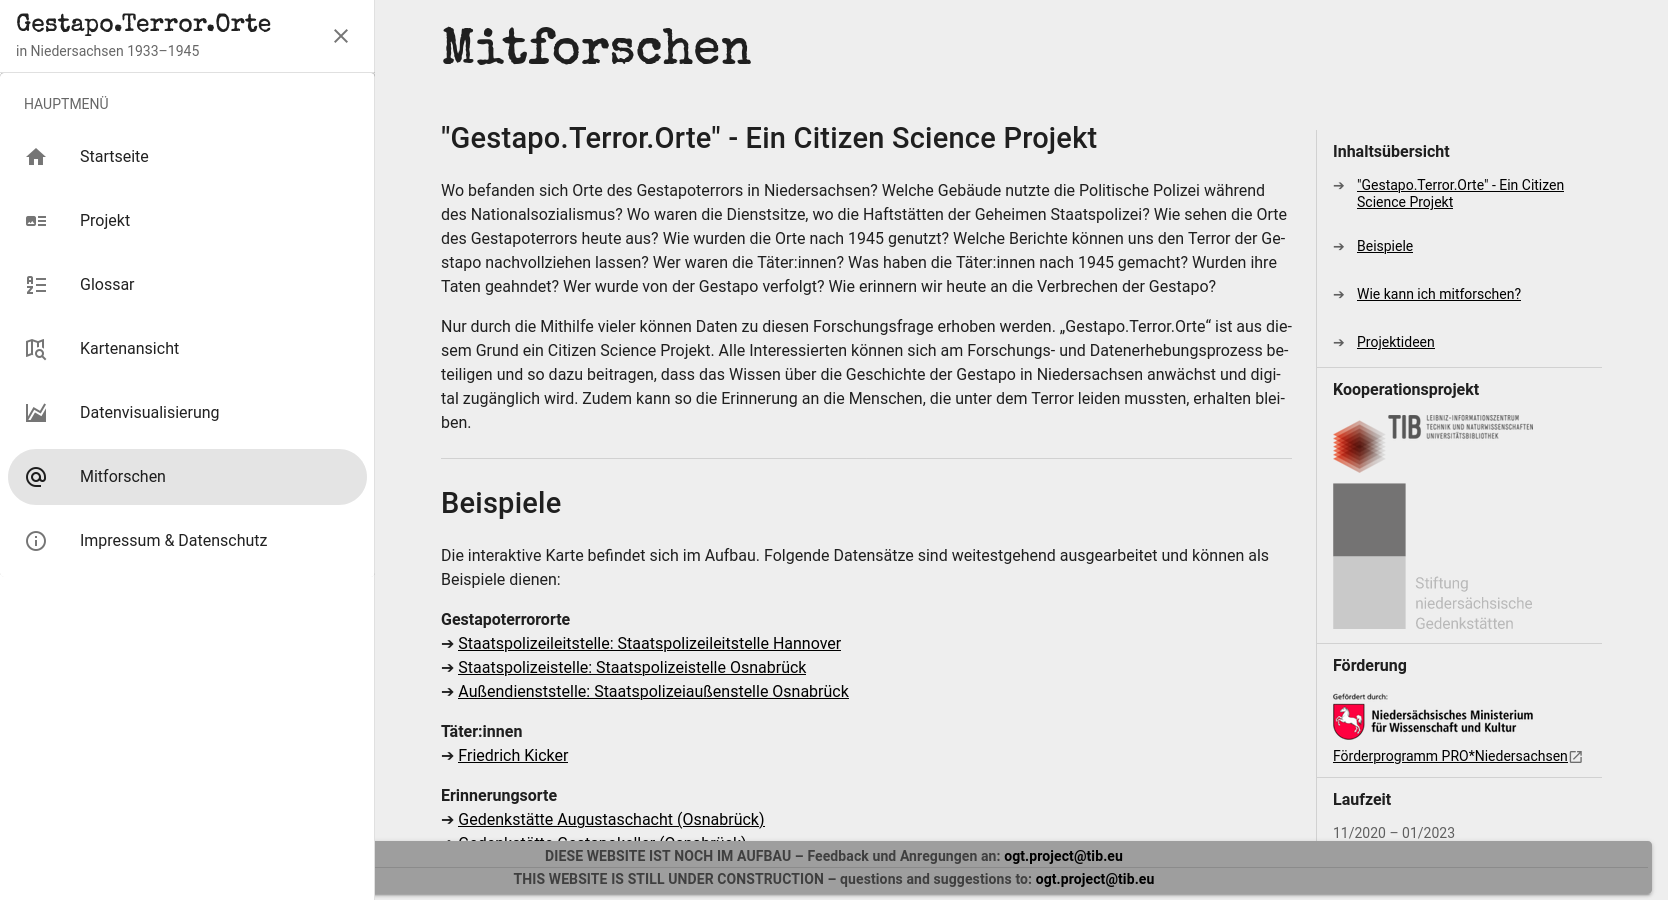 Gestapo.Terror.Orte
in Niedersachsen 1933–1945
HAUPTMENÜ
Startseite
Projekt
Glossar
Kartenansicht
Datenvisualisierung
Mitforschen
Impressum & Datenschutz
Mitforschen
"Gestapo.Terror.Orte" - Ein Citizen Science Projekt
Wo befanden sich Orte des Gestapoterrors in Niedersachsen? Welche Gebäude nutzte die Politische Polizei während
des Nationalsozialismus? Wo waren die Dienstsitze, wo die Haftstätten der Geheimen Staatspolizei? Wie sehen die Orte
des Gestapoterrors heute aus? Wie wurden die Orte nach 1945 genutzt? Welche Berichte können uns den Terror der Ge-
stapo nachvollziehen lassen? Wer waren die Täter:innen? Was haben die Täter:innen nach 1945 gemacht? Wurden ihre
Taten geahndet? Wer wurde von der Gestapo verfolgt? Wie erinnern wir heute an die Verbrechen der Gestapo?
Nur durch die Mithilfe vieler können Daten zu diesen Forschungsfrage erhoben werden. „Gestapo.Terror.Orte“ ist aus die-
sem Grund ein Citizen Science Projekt. Alle Interessierten können sich am Forschungs- und Datenerhebungsprozess be-
teiligen und so dazu beitragen, dass das Wissen über die Geschichte der Gestapo in Niedersachsen anwächst und digi-
tal zugänglich wird. Zudem kann so die Erinnerung an die Menschen, die unter dem Terror leiden mussten, erhalten blei-
ben.
Beispiele
Die interaktive Karte befindet sich im Aufbau. Folgende Datensätze sind weitestgehend ausgearbeitet und können als
Beispiele dienen:
Gestapoterrororte
➔ Staatspolizeileitstelle: Staatspolizeileitstelle Hannover
➔ Staatspolizeistelle: Staatspolizeistelle Osnabrück
➔ Außendienststelle: Staatspolizeiaußenstelle Osnabrück
Täter:innen
➔ Friedrich Kicker
Erinnerungsorte
➔ Gedenkstätte Augustaschacht (Osnabrück)
➔ Gedenkstätte Gestapokeller (Osnabrück)
Inhaltsübersicht
➔ "Gestapo.Terror.Orte" - Ein Citizen
Science Projekt
➔ Beispiele
➔ Wie kann ich mitforschen?
➔ Projektideen
Kooperationsprojekt
TIB LEIBNIZ-INFORMATIONSZENTRUM
TECHNIK UND NATURWISSENSCHAFTEN
UNIVERSITÄTSBIBLIOTHEK
Stiftung
niedersächsische
Gedenkstätten
Förderung
Gefördert durch:
Niedersächsisches Ministerium
für Wissenschaft und Kultur
Förderprogramm PRO*Niedersachsen
Laufzeit
11/2020 – 01/2023
DIESE WEBSITE IST NOCH IM AUFBAU – Feedback und Anregungen an: ogt.project@tib.eu
THIS WEBSITE IS STILL UNDER CONSTRUCTION – questions and suggestions to: ogt.project@tib.eu